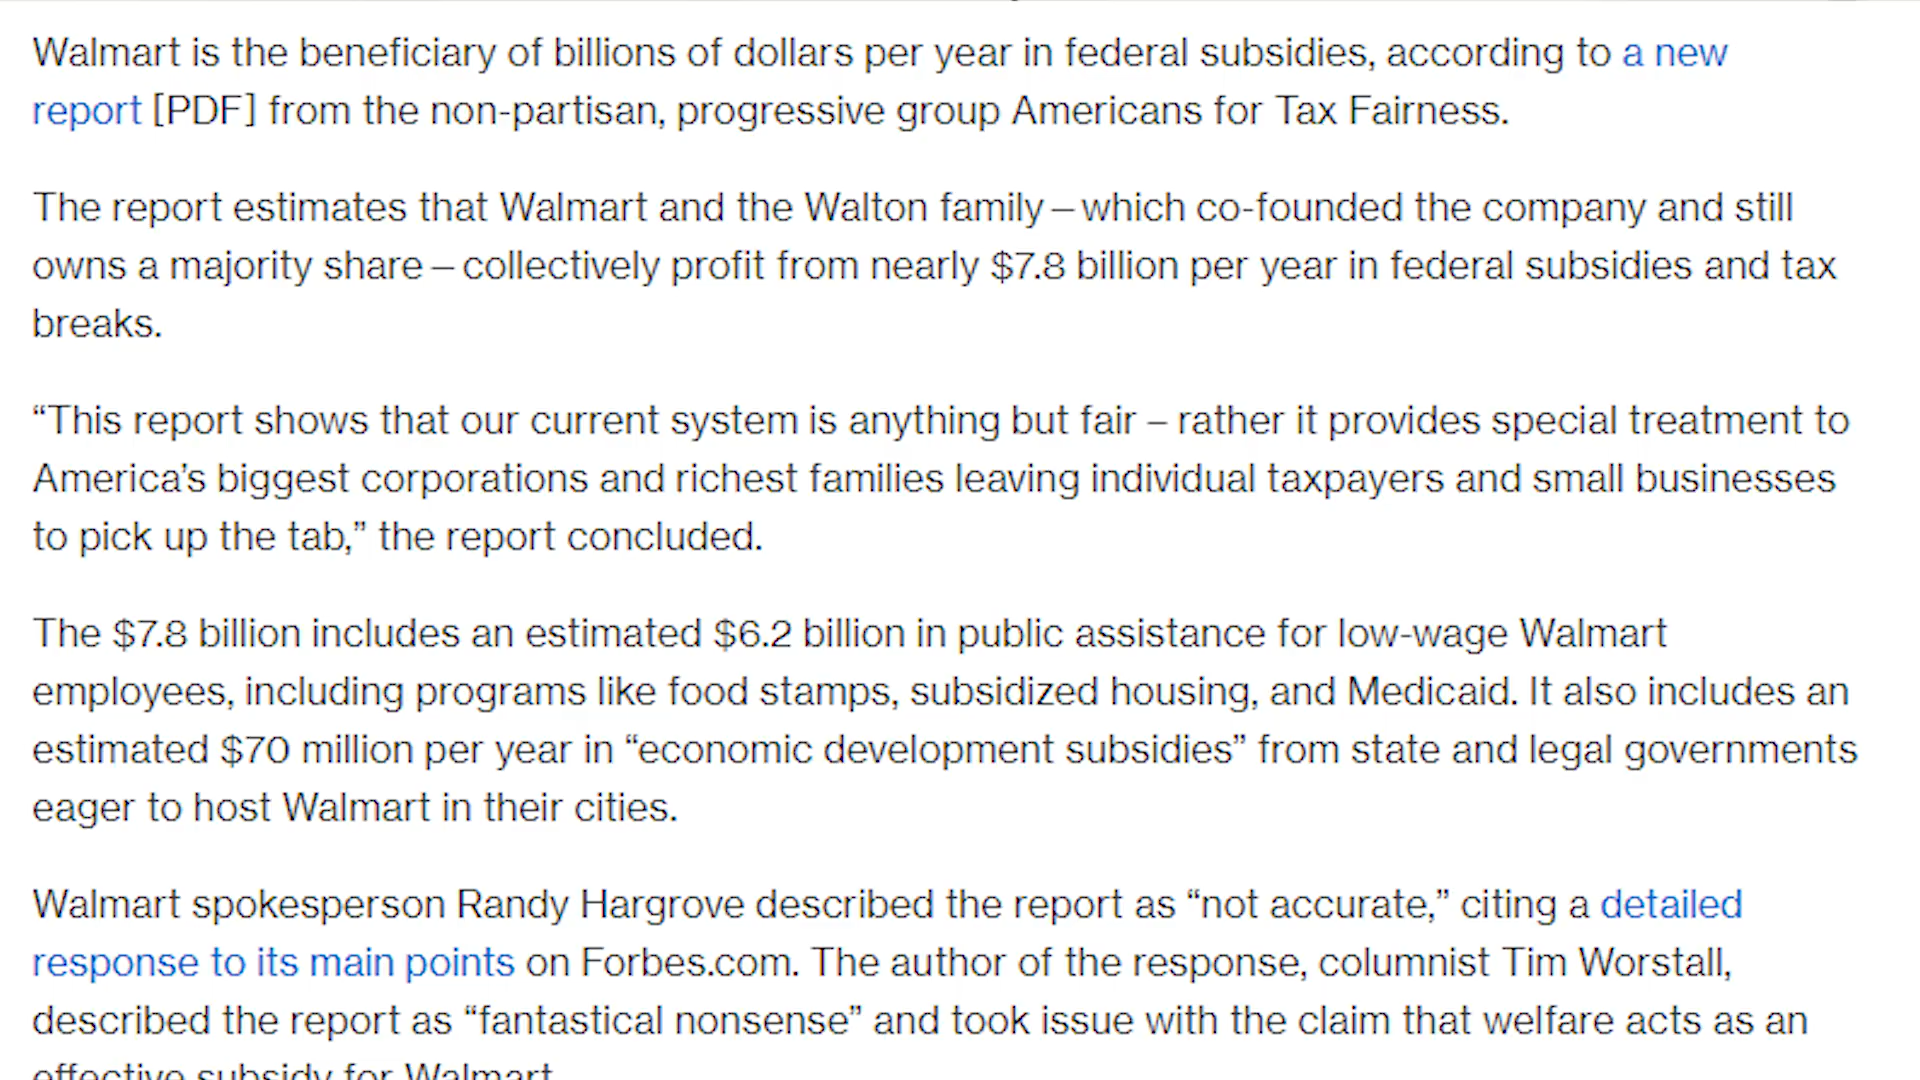 Walmart is the beneficiary of billions of dollars per year in federal subsidies, according to a new
report [PDF] from the non-partisan, progressive group Americans for Tax Fairness.
The report estimates that Walmart and the Walton family – which co-founded the company and still
owns a majority share – collectively profit from nearly $7.8 billion per year in federal subsidies and tax
breaks.
“This report shows that our current system is anything but fair – rather it provides special treatment to
America’s biggest corporations and richest families leaving individual taxpayers and small businesses
to pick up the tab,” the report concluded.
The $7.8 billion includes an estimated $6.2 billion in public assistance for low-wage Walmart
employees, including programs like food stamps, subsidized housing, and Medicaid. It also includes an
estimated $70 million per year in “economic development subsidies” from state and legal governments
eager to host Walmart in their cities.
Walmart spokesperson Randy Hargrove described the report as “not accurate,” citing a detailed
response to its main points on Forbes.com. The author of the response, columnist Tim Worstall,
described the report as “fantastical nonsense” and took issue with the claim that welfare acts as an
effective subsidy for Walmart